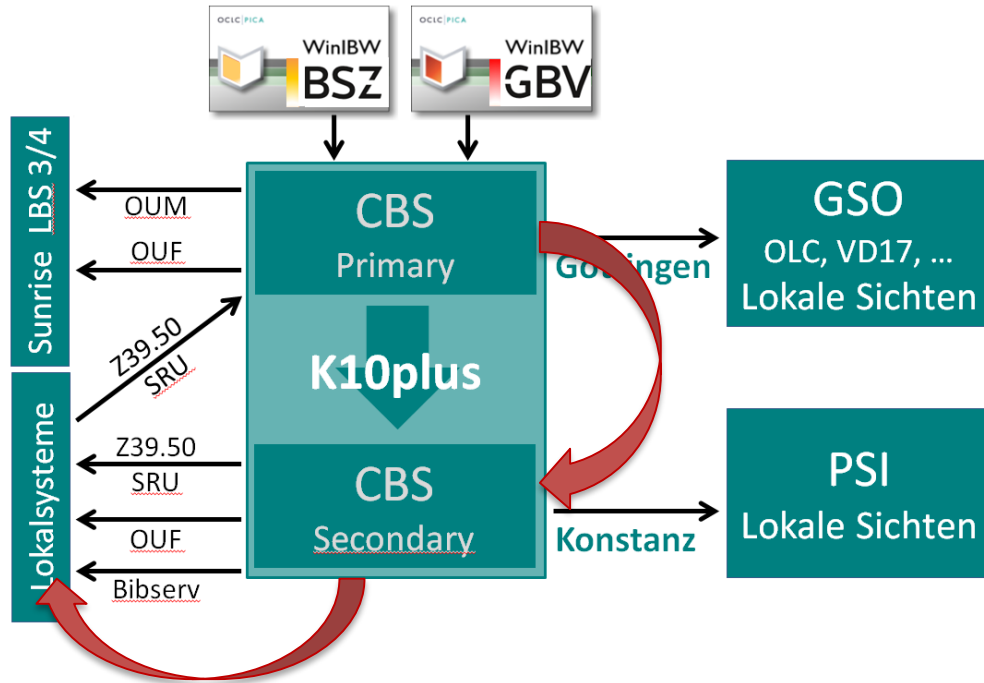 OCLC PICA
WinIBW
BSZ
OCLC PICA
WinIBW
GBV
Sunrise LBS 3/4
OUM
OUF
Z39.50
SRU
Lokalsysteme
Z39.50
SRU
OUF
Bibserv
CBS
Primary
K10plus
CBS
Secondary
Göttingen
GSO
OLC, VD17, ...
Lokale Sichten
Konstanz
PSI
Lokale Sichten